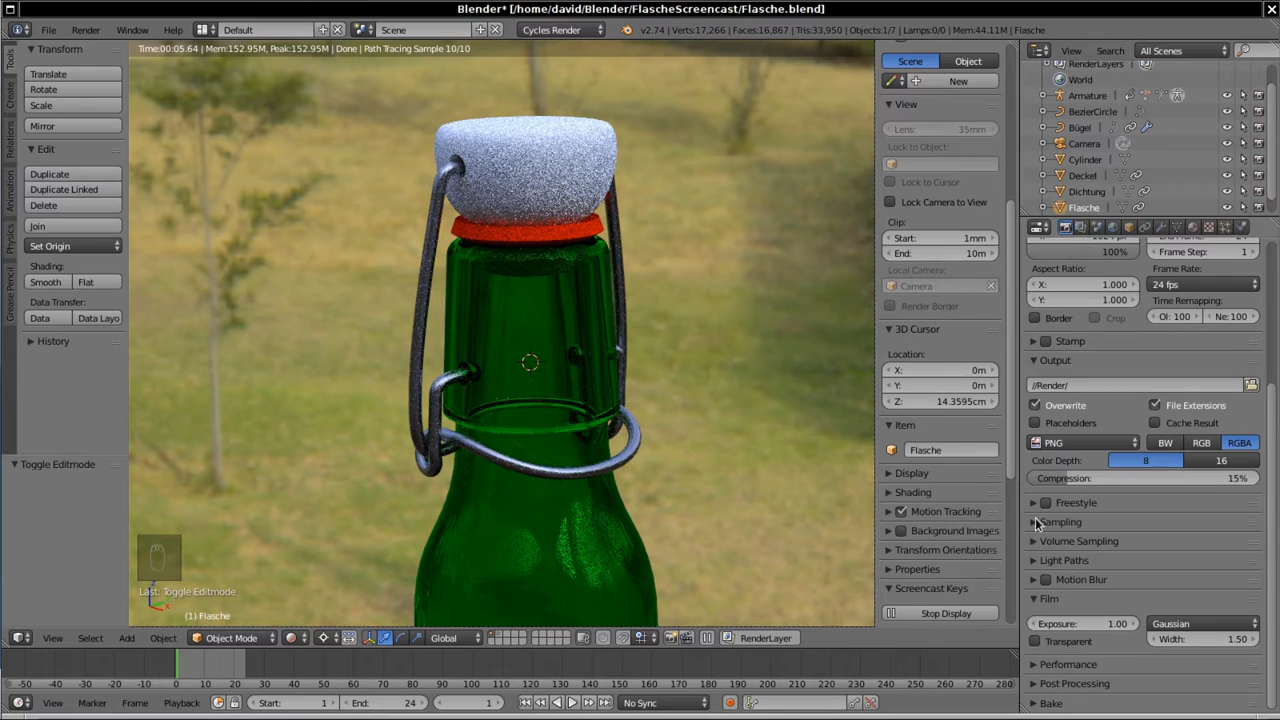 Blender* [/home/david/Blender/FlascheScreencast/Flasche.blend]
File Render Window Help Default Scene Cycles Render v2.74 | Verts:17,266 | Faces:16,867 | Tris:33,950 | Objects:1/7 | Lamps:0/0 | Mem:44.11M | Flasche
Time:00:05.64 | Mem:152.95M, Peak:152.95M | Done | Path Tracing Sample 10/10
Tools
Create
Relations
Animation
Physics
Grease Pencil
Transform
Translate
Rotate
Scale
Mirror
Edit
Duplicate
Duplicate Linked
Delete
Join
Set Origin
Shading:
Smooth Flat
Data Transfer:
Data Data Layo
History
Toggle Editmode
Last: Toggle Editmode
(1) Flasche
Scene Object
New
View
Lens: 35mm
Lock to Object:
Lock to Cursor
Lock Camera to View
Clip:
Start: 1mm
End: 10m
Local Camera:
Camera
Render Border
3D Cursor
Location:
X: 0m
Y: 0m
Z: 14.3595cm
Item
Flasche
Display
Shading
Motion Tracking
Background Images
Transform Orientations
Properties
Screencast Keys
Stop Display
View Search All Scenes
RenderLayers
World
Armature
BezierCircle
Bügel
Camera
Cylinder
Deckel
Dichtung
Flasche
100% Frame Step: 1
Aspect Ratio: Frame Rate:
X: 1.000 24 fps
Y: 1.000 Time Remapping:
Border Crop Ol: 100 Ne:100
Stamp
Output
//Render/
Overwrite File Extensions
Placeholders Cache Result
PNG BW RGB RGBA
Color Depth: 8 16
Compression: 15%
Freestyle
Sampling
Volume Sampling
Light Paths
Motion Blur
Film
Exposure: 1.00 Gaussian
Transparent Width: 1.50
Performance
Post Processing
Bake
View Select Add Object Object Mode Global RenderLayer
-50 -40 -30 -20 -10 0 10 20 30 40 50 60 70 80 90 100 110 120 130 140 150 160 170 180 190 200 210 220 230 240 250 260 270 280
View Marker Frame Playback Start: 1 End: 24 1 No Sync